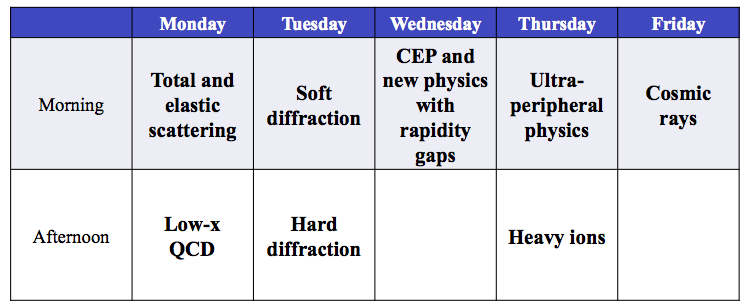 Monday Tuesday Wednesday Thursday Friday
Morning
Total and
elastic
scattering
Soft
diffraction
CEP and
new physics
with
rapidity
gaps
Ultra-
peripheral
physics
Cosmic
rays
Afternoon
Low-x
QCD
Hard
diffraction
Heavy ions